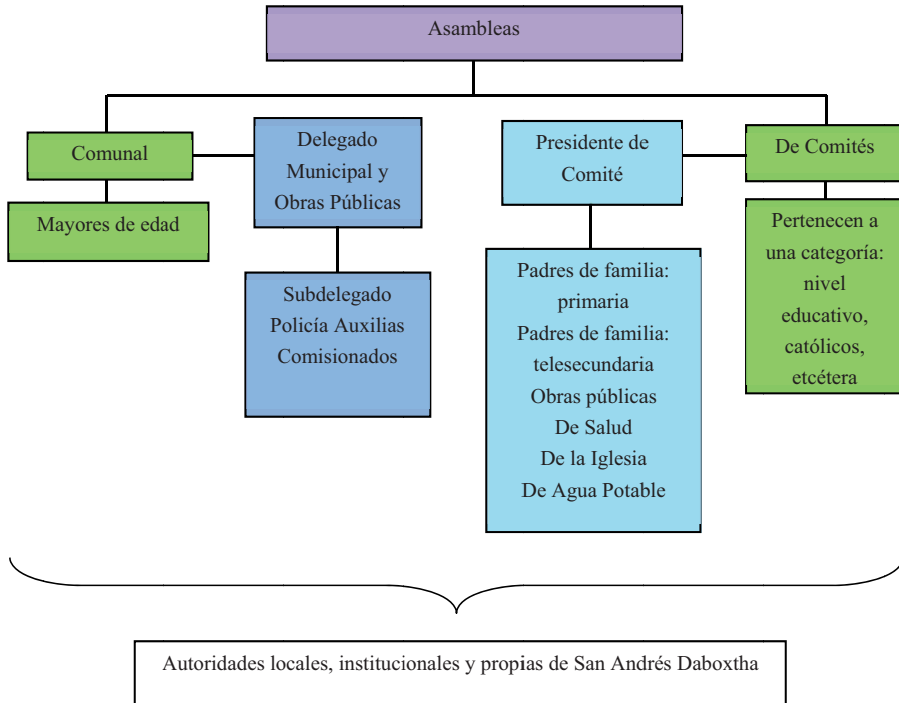 Asambleas
Comunal
Mayores de edad
Delegado
Municipal y
Obras Públicas
Subdelegado
Policía Auxilias
Comisionados
Presidente de
Comité
Padres de familia:
primaria
Padres de familia:
telesecundaria
Obras públicas
De Salud
De la Iglesia
De Agua Potable
De Comités
Pertenecen a
una categoría:
nivel
educativo,
católicos,
etcétera
Autoridades locales, institucionales y propias de San Andrés Daboxtha